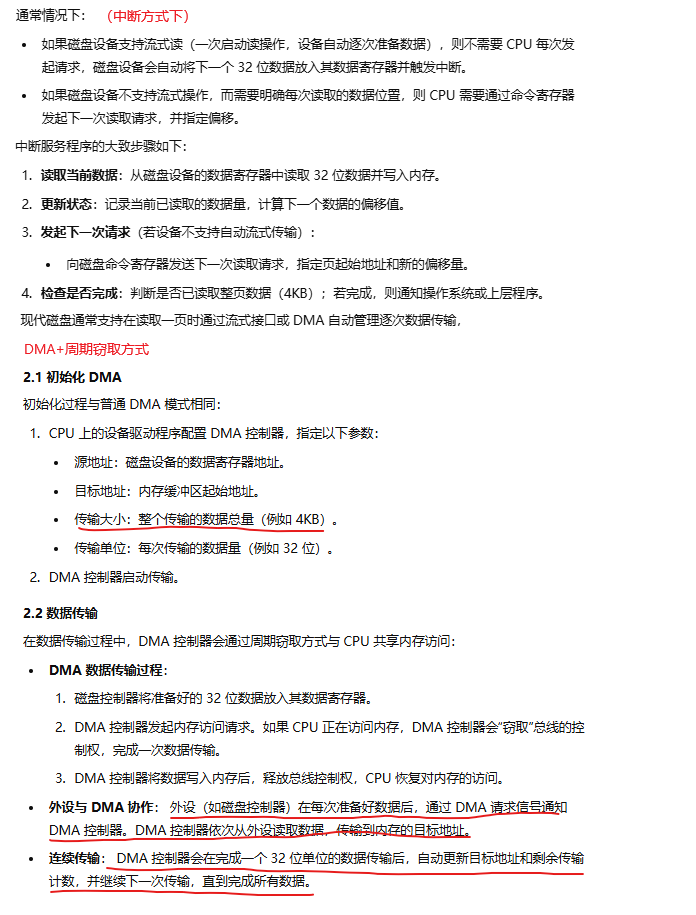 通常情况下：（中断方式下）
• 如果磁盘设备支持流式读（一次启动读操作，设备自动逐次准备数据），则不需要 CPU 每次发
起请求，磁盘设备会自动将下一个 32 位数据放入其数据寄存器并触发中断。
• 如果磁盘设备不支持流式操作，而需要明确每次读取的数据位置，则 CPU 需要通过命令寄存器
发起下一次读取请求，并指定偏移。
中断服务程序的大致步骤如下：
1. 读取当前数据：从磁盘设备的数据寄存器中读取 32 位数据并写入内存。
2. 更新状态：记录当前已读取的数据量，计算下一个数据的偏移值。
3. 发起下一次请求（若设备不支持自动流式传输）：
• 向磁盘命令寄存器发送下一次读取请求，指定页起始地址和新的偏移量。
4. 检查是否完成：判断是否已读取整页数据（4KB）；若完成，则通知操作系统或上层程序。
现代磁盘通常支持在读取一页时通过流式接口或 DMA 自动管理逐次数据传输，
DMA+周期窃取方式
2.1 初始化 DMA
初始化过程与普通 DMA 模式相同：
1. CPU 上的设备驱动程序配置 DMA 控制器，指定以下参数：
• 源地址：磁盘设备的数据寄存器地址。
• 目标地址：内存缓冲区起始地址。
• 传输大小：整个传输的数据总量（例如 4KB）。
• 传输单位：每次传输的数据量（例如 32 位）。
2. DMA 控制器启动传输。
2.2 数据传输
在数据传输过程中，DMA 控制器会通过周期窃取方式与 CPU 共享内存访问：
• DMA 数据传输过程：
1. 磁盘控制器将准备好的 32 位数据放入其数据寄存器。
2. DMA 控制器发起内存访问请求。如果 CPU 正在访问内存，DMA 控制器会“窃取”总线的控
制权，完成一次数据传输。
3. DMA 控制器将数据写入内存后，释放总线控制权，CPU 恢复对内存的访问。
• 外设与 DMA 协作：外设（如磁盘控制器）在每次准备好数据后，通过 DMA 请求信号通知
DMA 控制器。DMA 控制器依次从外设读取数据，传输到内存的目标地址。
• 连续传输：DMA 控制器会在完成一个 32 位单位的数据传输后，自动更新目标地址和剩余传输
计数，并继续下一次传输，直到完成所有数据。